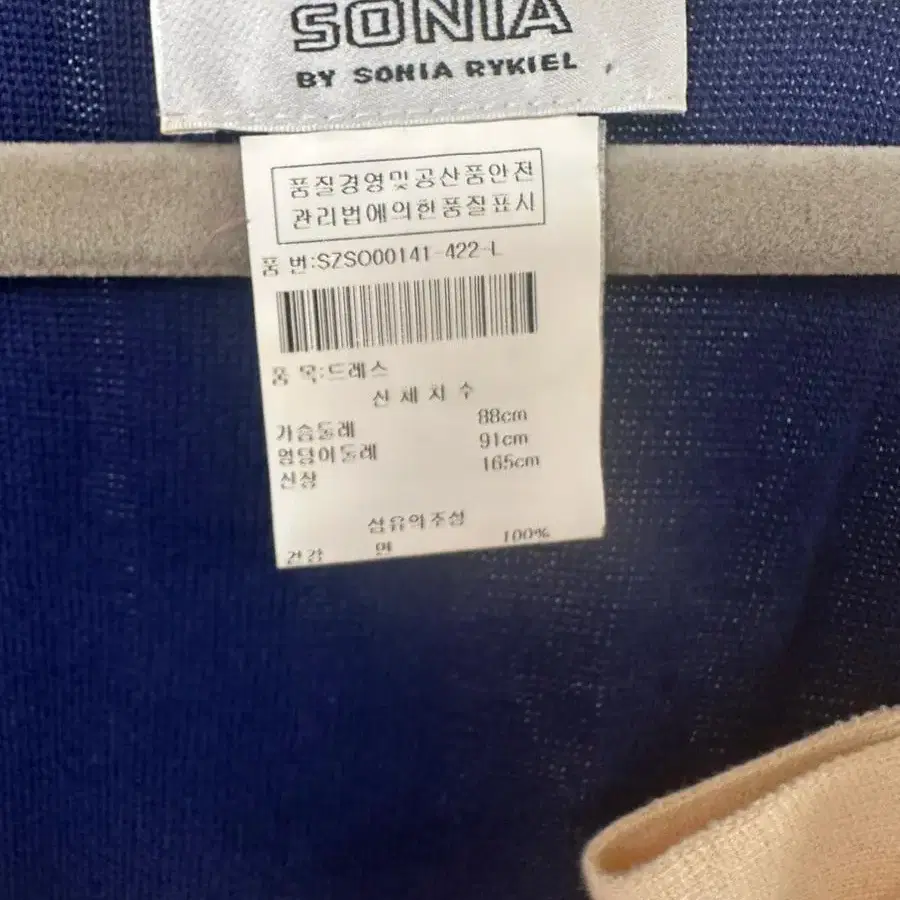 SONIA
BY SONIA RYKIEL
품질경영및공산품안전
관리법에의한품질표시
품 번:SZSO00141-422-L
품 목:드레스
신 체 치 수
가슴둘레 88cm
엉덩이둘레 91cm
신장 165cm
섬유의조성
겉감 면 100%